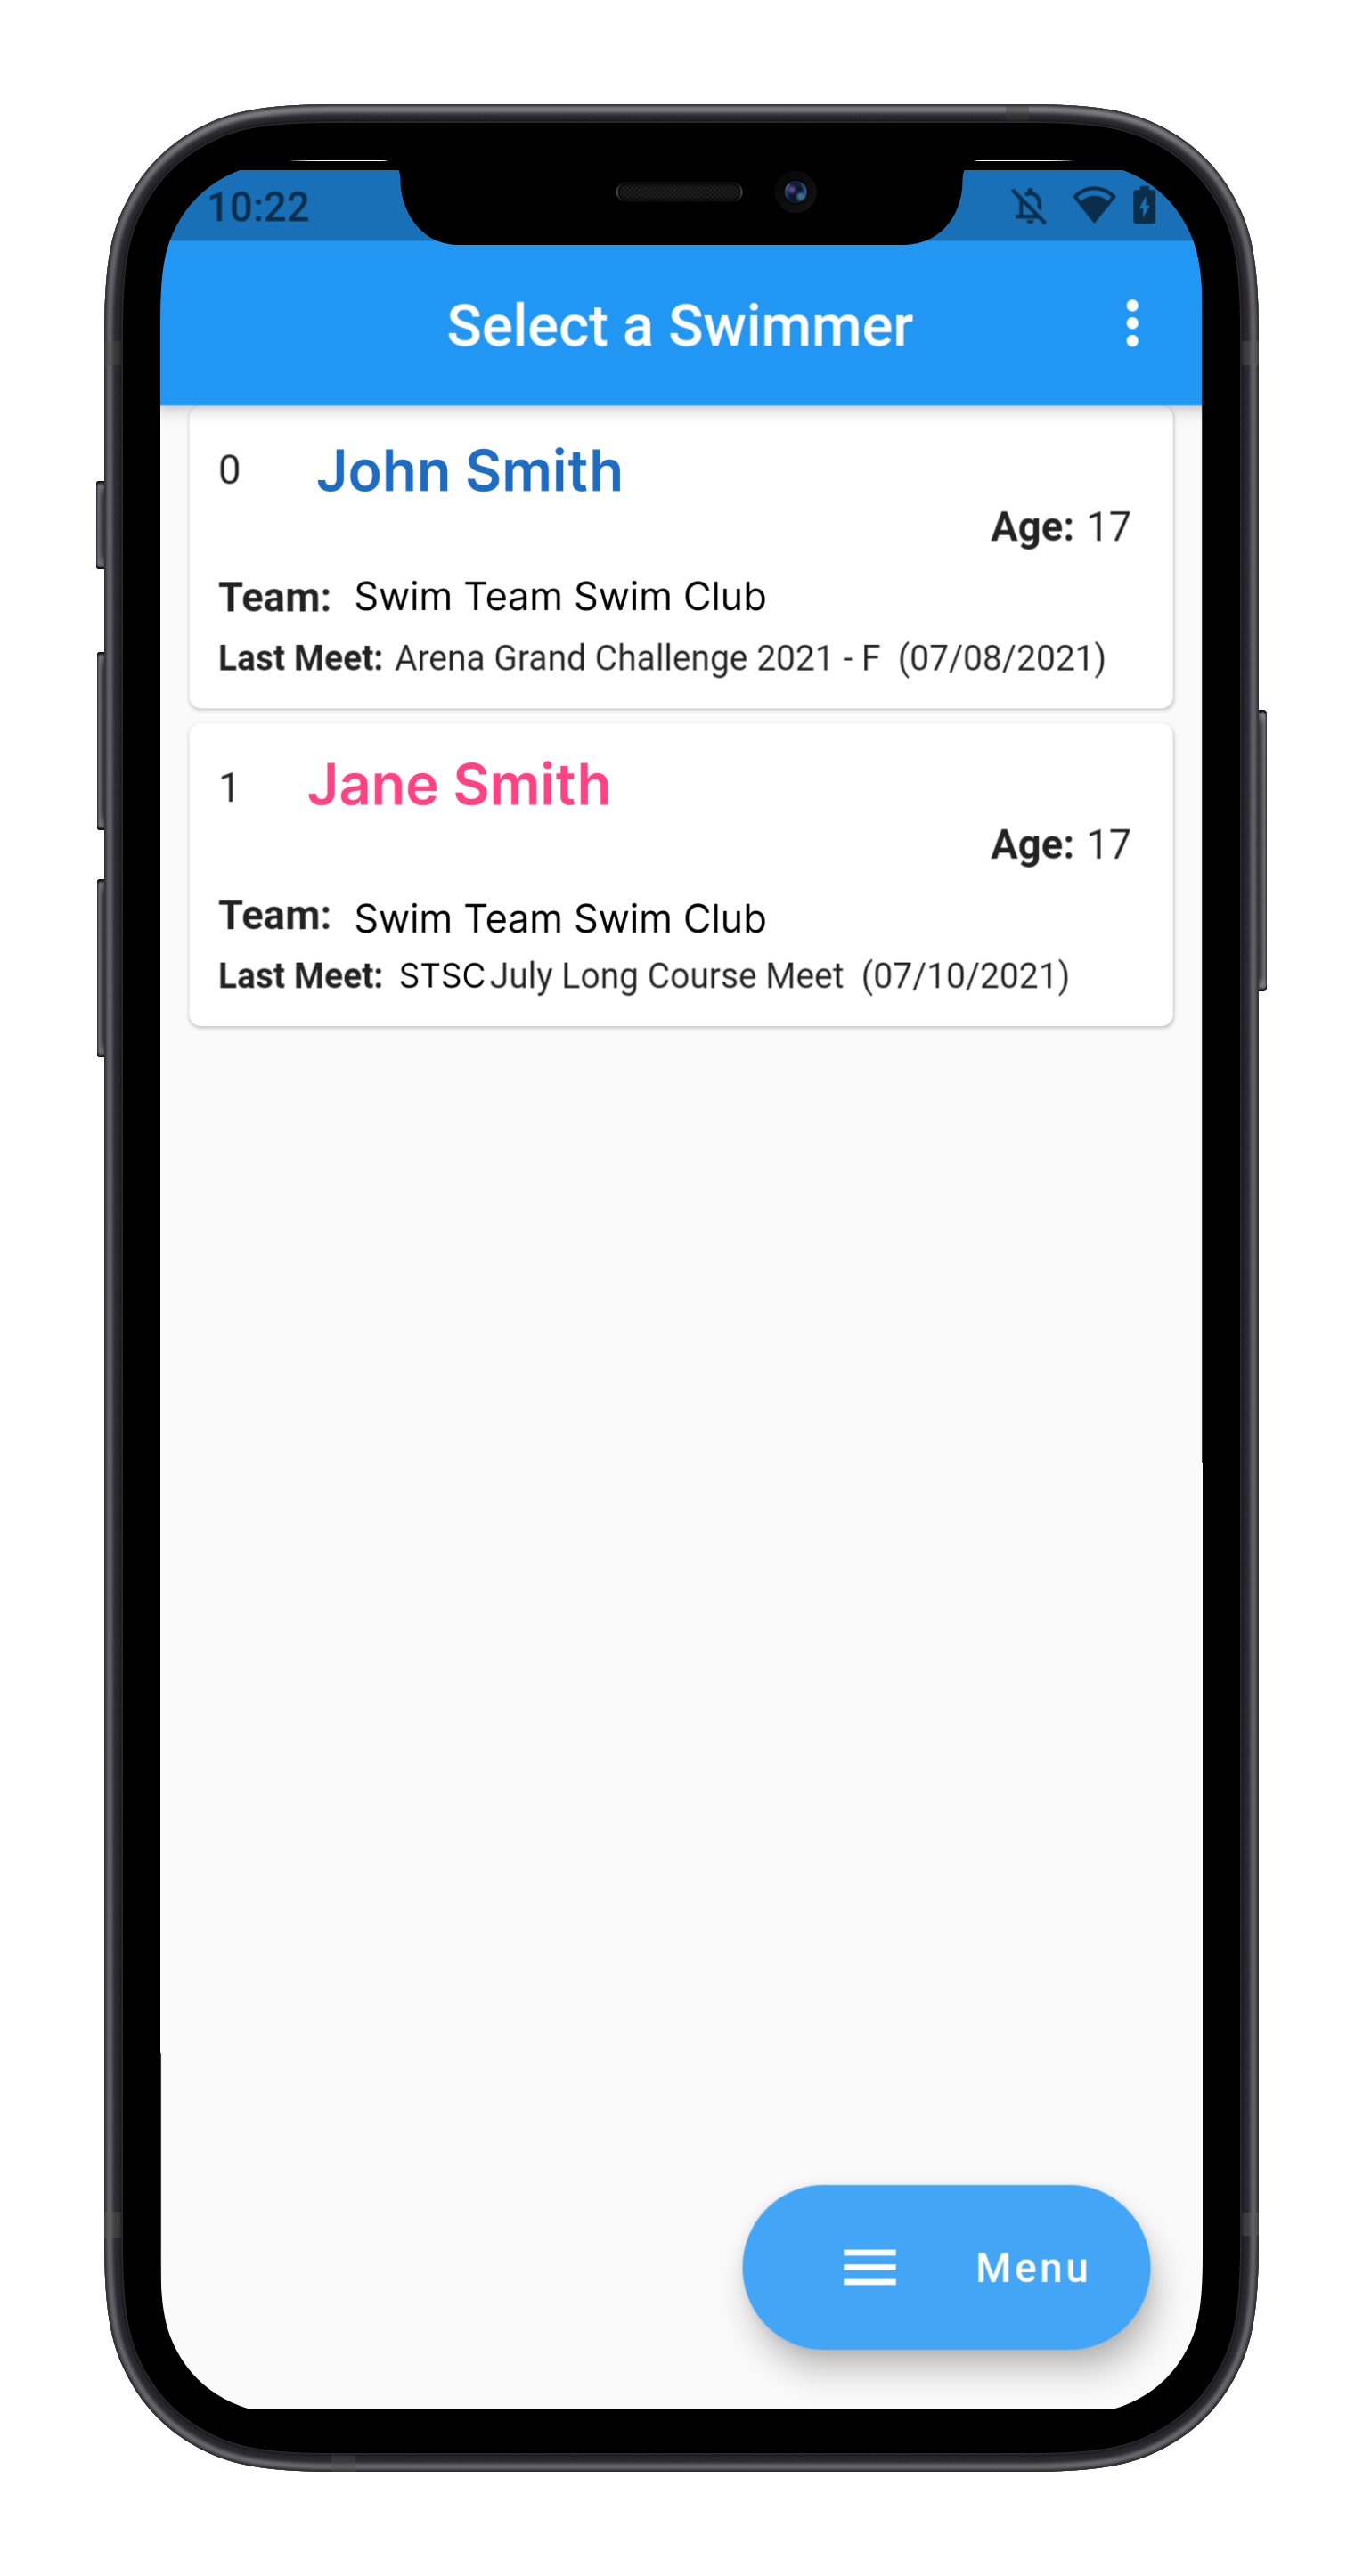 10:22
Select a Swimmer
0 John Smith
Age: 17
Team: Swim Team Swim Club
Last Meet: Arena Grand Challenge 2021 - F (07/08/2021)
1 Jane Smith
Age: 17
Team: Swim Team Swim Club
Last Meet: STSC July Long Course Meet (07/10/2021)
Menu